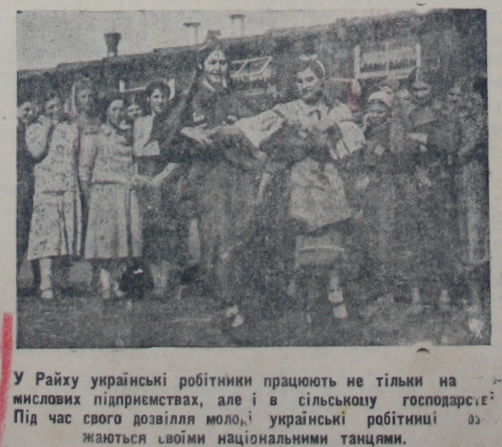 У Райху українські робітники працюють не тільки на
мислових підприємствах, але і в сільському господарстє
Під час свого дозвілля молоді українські робітниці
жаються своїми національними танцями.